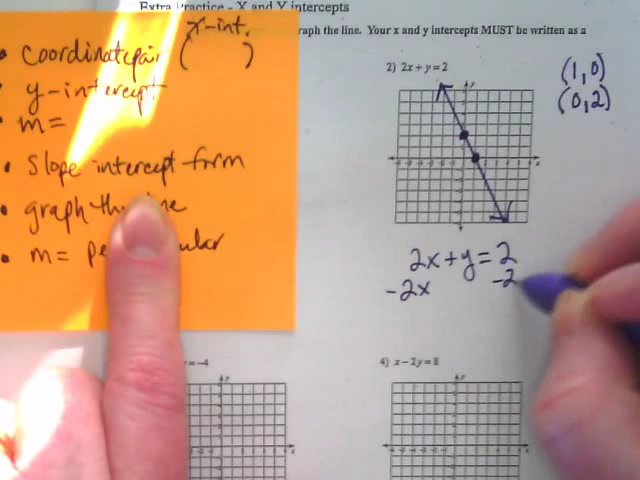 Extra Practice - X and Y intercepts
raph the line. Your x and y intercepts MUST be written as a
x-int.
• coordinate pair ( )
• y-intercept
• m=
• slope intercept form
• graph the line
• m=
2) 2x+y=2
y
x
(1,0)
(0,2)
2x+y=2
-2x -2
=-4
y
x
4) x-2y=8
y
x